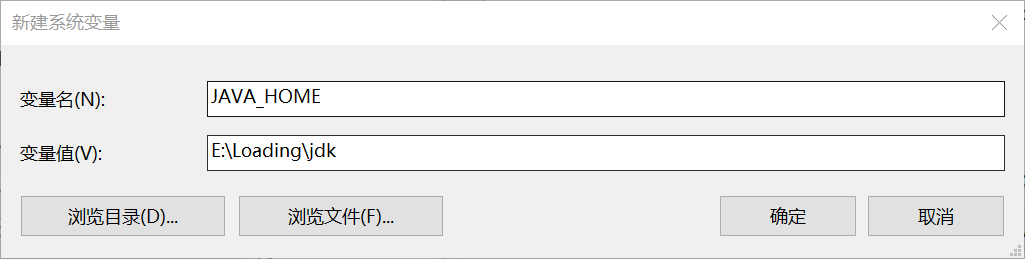 新建系统变量
变量名(N):
JAVA_HOME
变量值(V):
E:\Loading\jdk
浏览目录(D)...
浏览文件(F)...
确定
取消